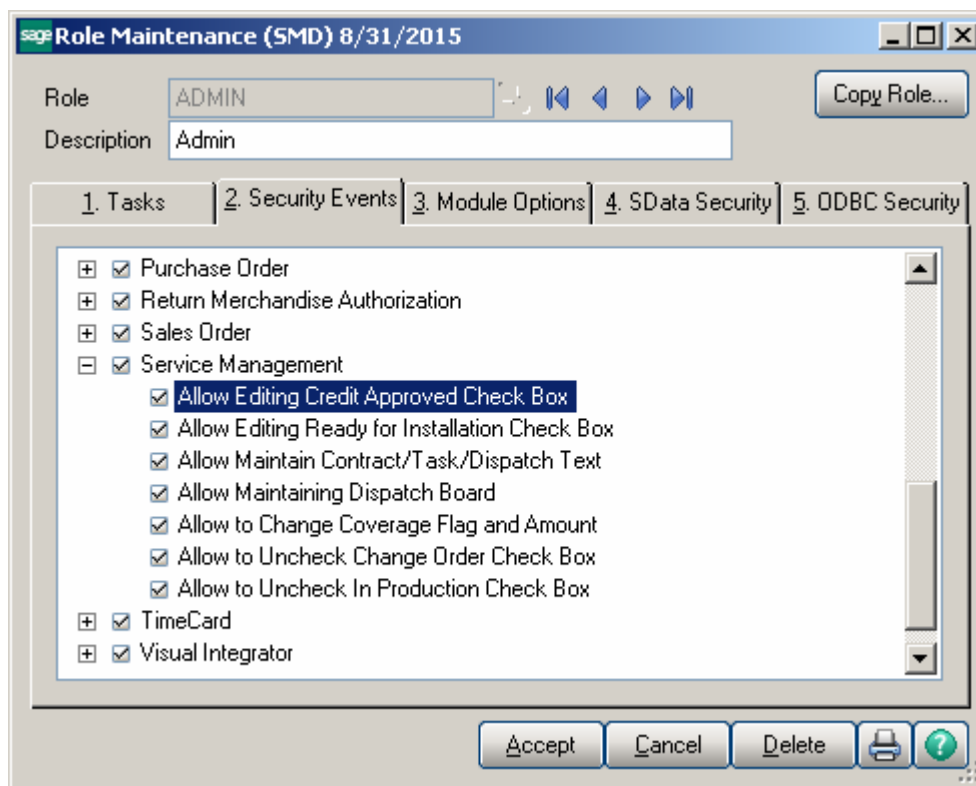 sage Role Maintenance (SMD) 8/31/2015
Role ADMIN Copy Role...
Description Admin
1. Tasks 2. Security Events 3. Module Options 4. SData Security 5. ODBC Security
Purchase Order
Return Merchandise Authorization
Sales Order
Service Management
Allow Editing Credit Approved Check Box
Allow Editing Ready for Installation Check Box
Allow Maintain Contract/Task/Dispatch Text
Allow Maintaining Dispatch Board
Allow to Change Coverage Flag and Amount
Allow to Uncheck Change Order Check Box
Allow to Uncheck In Production Check Box
TimeCard
Visual Integrator
Accept Cancel Delete ?